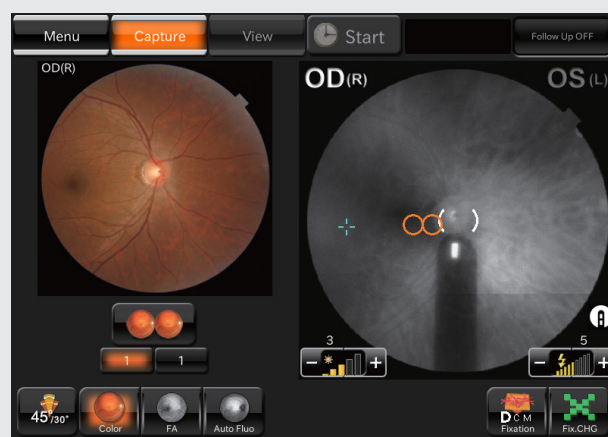 Menu
Capture
View
Start
Follow Up OFF
OD(R)
OD(R)
OS(L)
1
1
3
5
− +
− +
45°/30°
Color
FA
Auto Fluo
DCM
Fixation
Fix.CHG